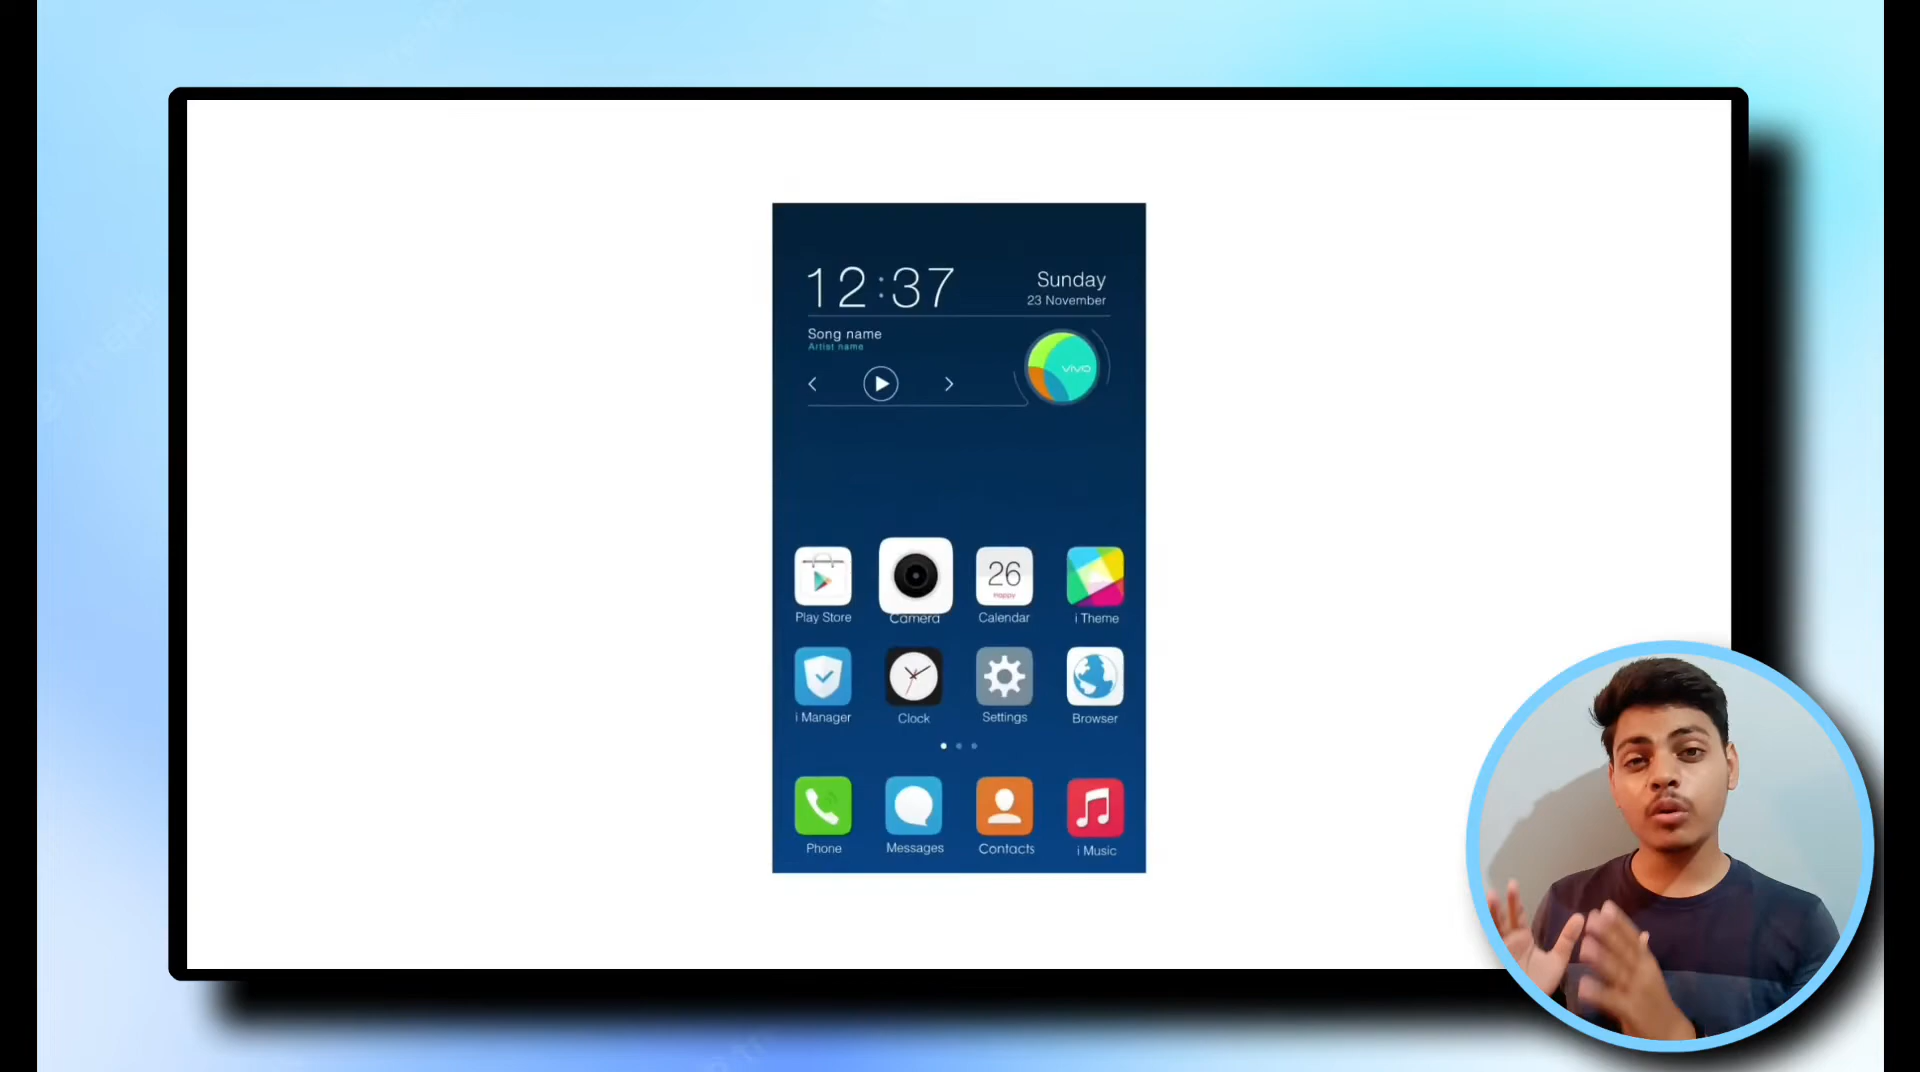 12:37
Sunday
23 November
Song name
Artist name
vivo
26
Happy
Play Store
Camera
Calendar
i Theme
i Manager
Clock
Settings
Browser
Phone
Messages
Contacts
i Music